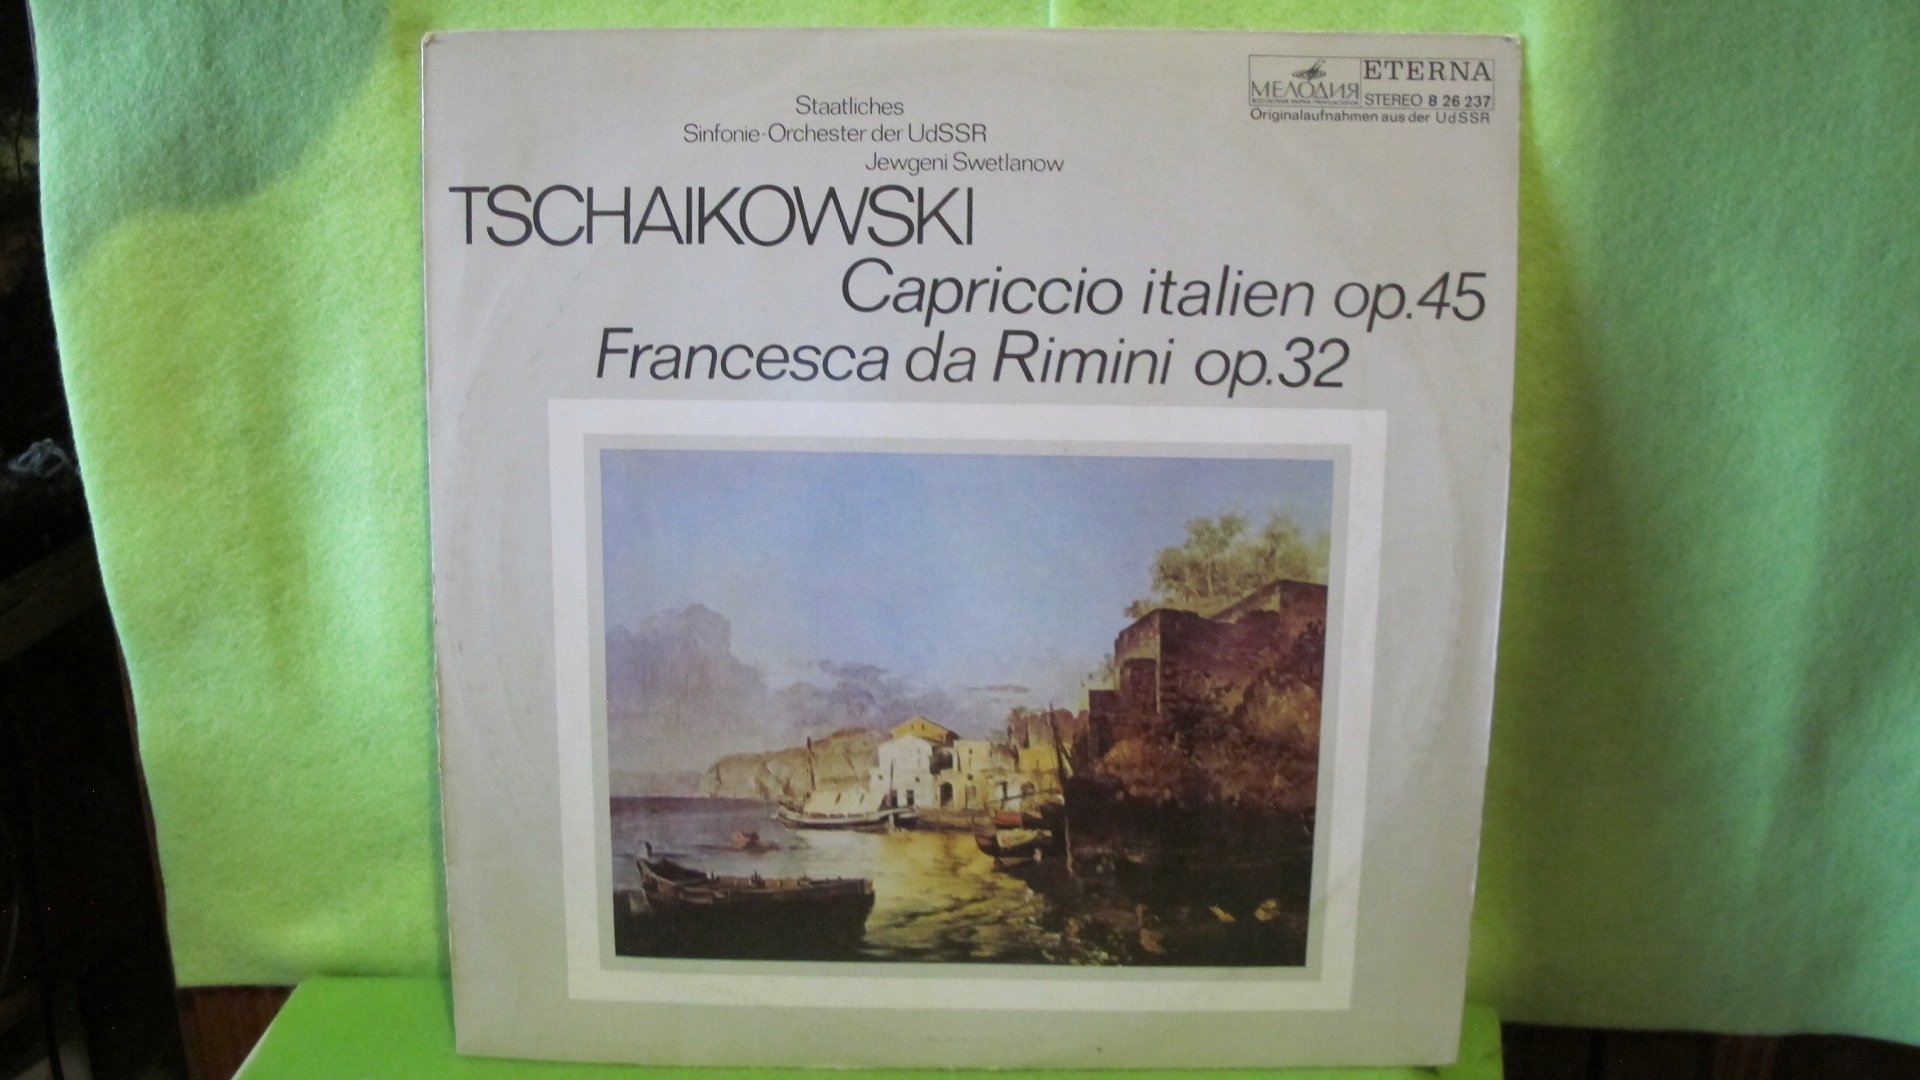 Staatliches
Sinfonie-Orchester der UdSSR
Jewgeni Swetlanow
TSCHAIKOWSKI
Capriccio italien op.45
Francesca da Rimini op.32
МЕЛОДИЯ
ETERNA
STEREO 8 26 237
Originalaufnahmen aus der UdSSR